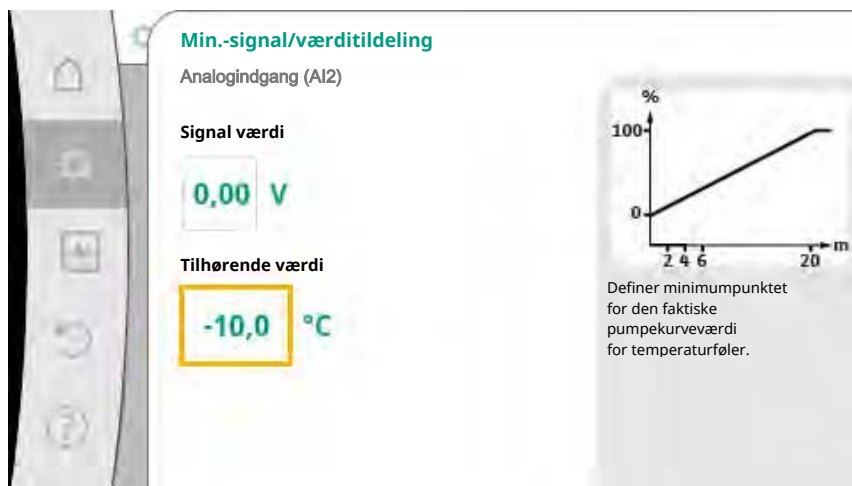 Min.-signal/værditildeling
Analogindgang (AI2)
Signal værdi
0,00 V
Tilhørende værdi
-10,0 °C
%
100
0
2 4 6 20
m
Definer minimumpunktet
for den faktiske
pumpekurveværdi
for temperaturføler.
?